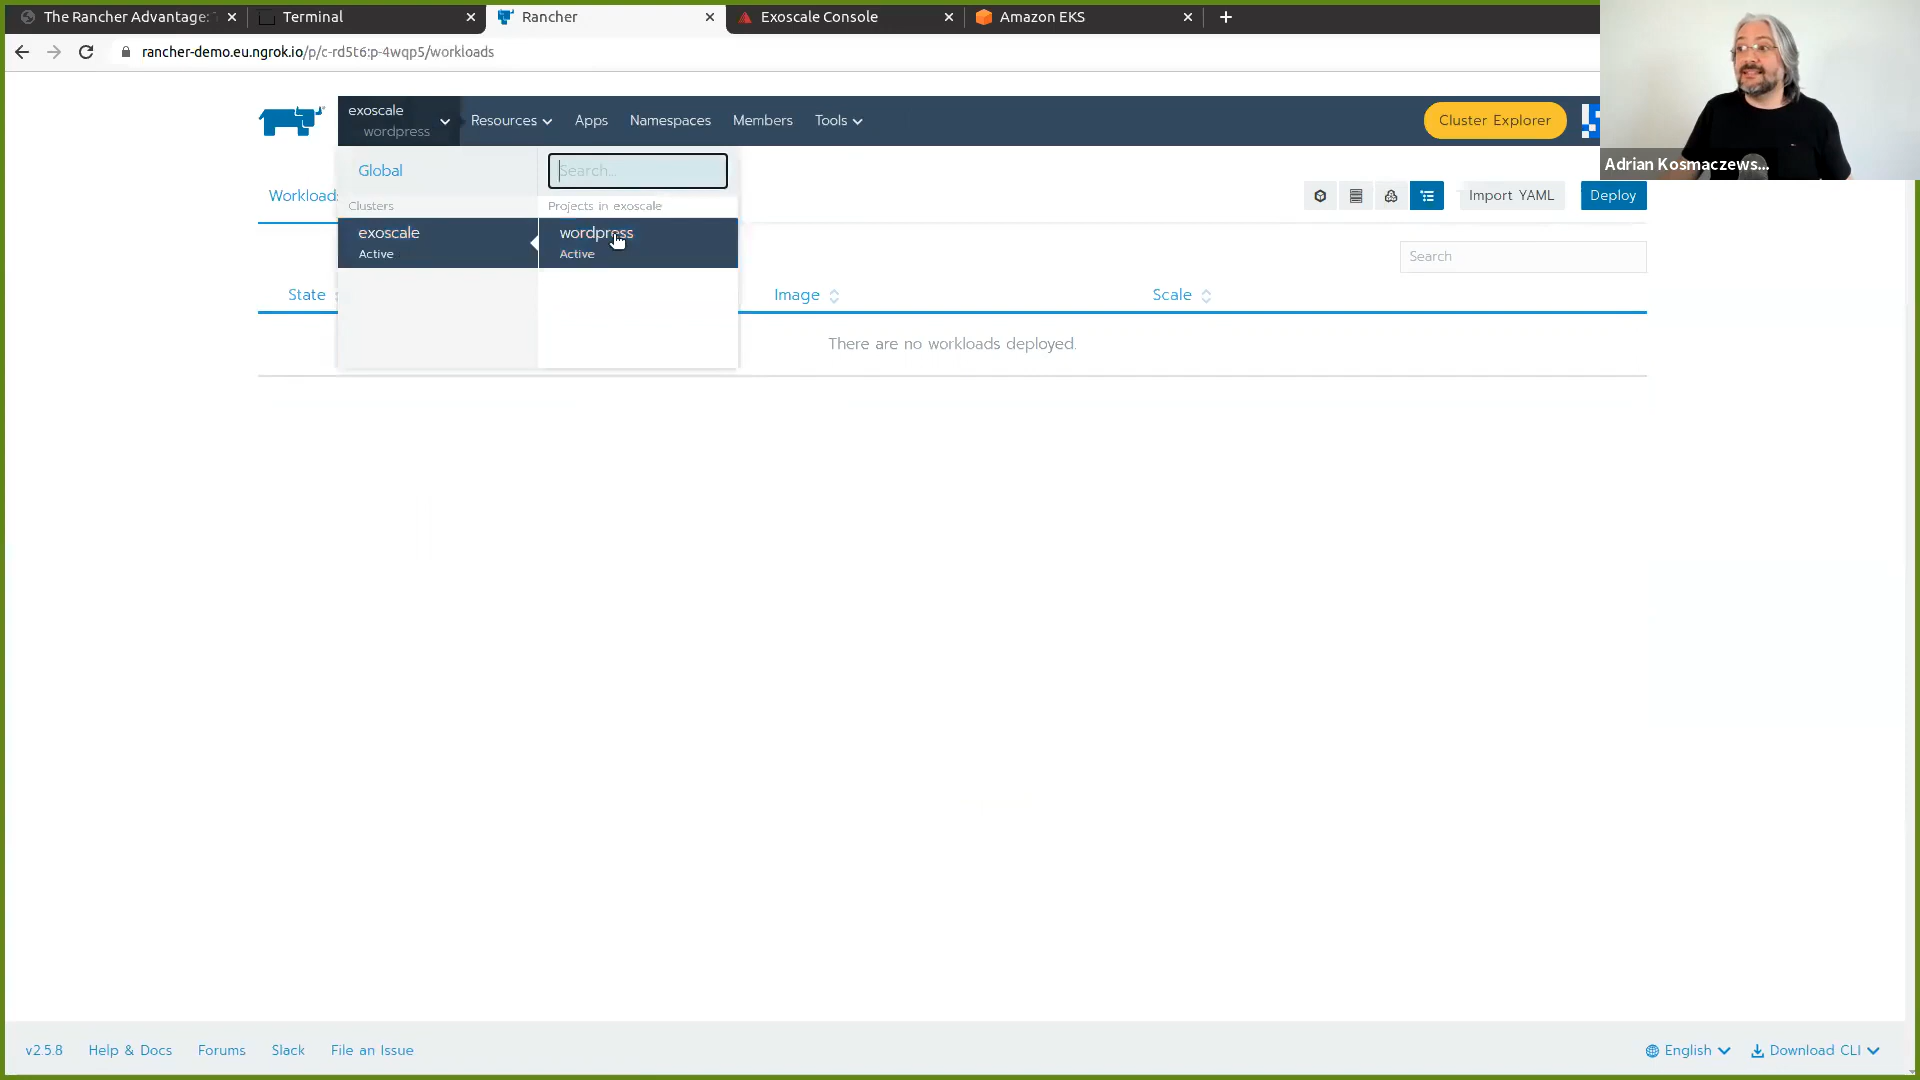 The Rancher Advantage:
Terminal
Rancher
Exoscale Console
Amazon EKS
rancher-demo.eu.ngrok.io/p/c-rd5t6:p-4wqp5/workloads
exoscale
wordpress
Resources
Apps
Namespaces
Members
Tools
Cluster Explorer
Adrian Kosmaczews...
Global
Search...
Workloads
Import YAML
Deploy
Clusters
Projects in exoscale
exoscale
Active
wordpress
Active
Search
State
Image
Scale
There are no workloads deployed.
v2.5.8
Help & Docs
Forums
Slack
File an Issue
English
Download CLI